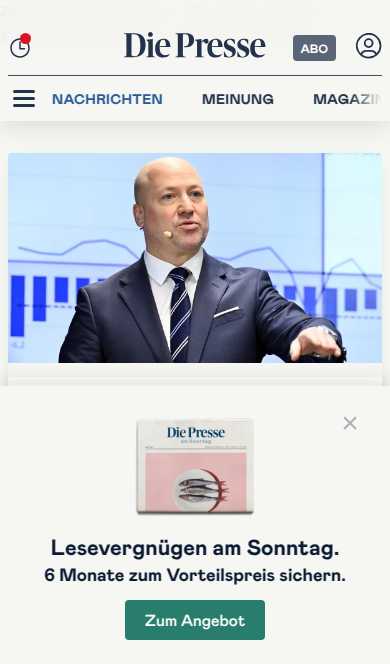 Die Presse
ABO
NACHRICHTEN MEINUNG MAGAZIN
Die Presse
am Sonntag
Lesevergnügen am Sonntag.
6 Monate zum Vorteilspreis sichern.
Zum Angebot